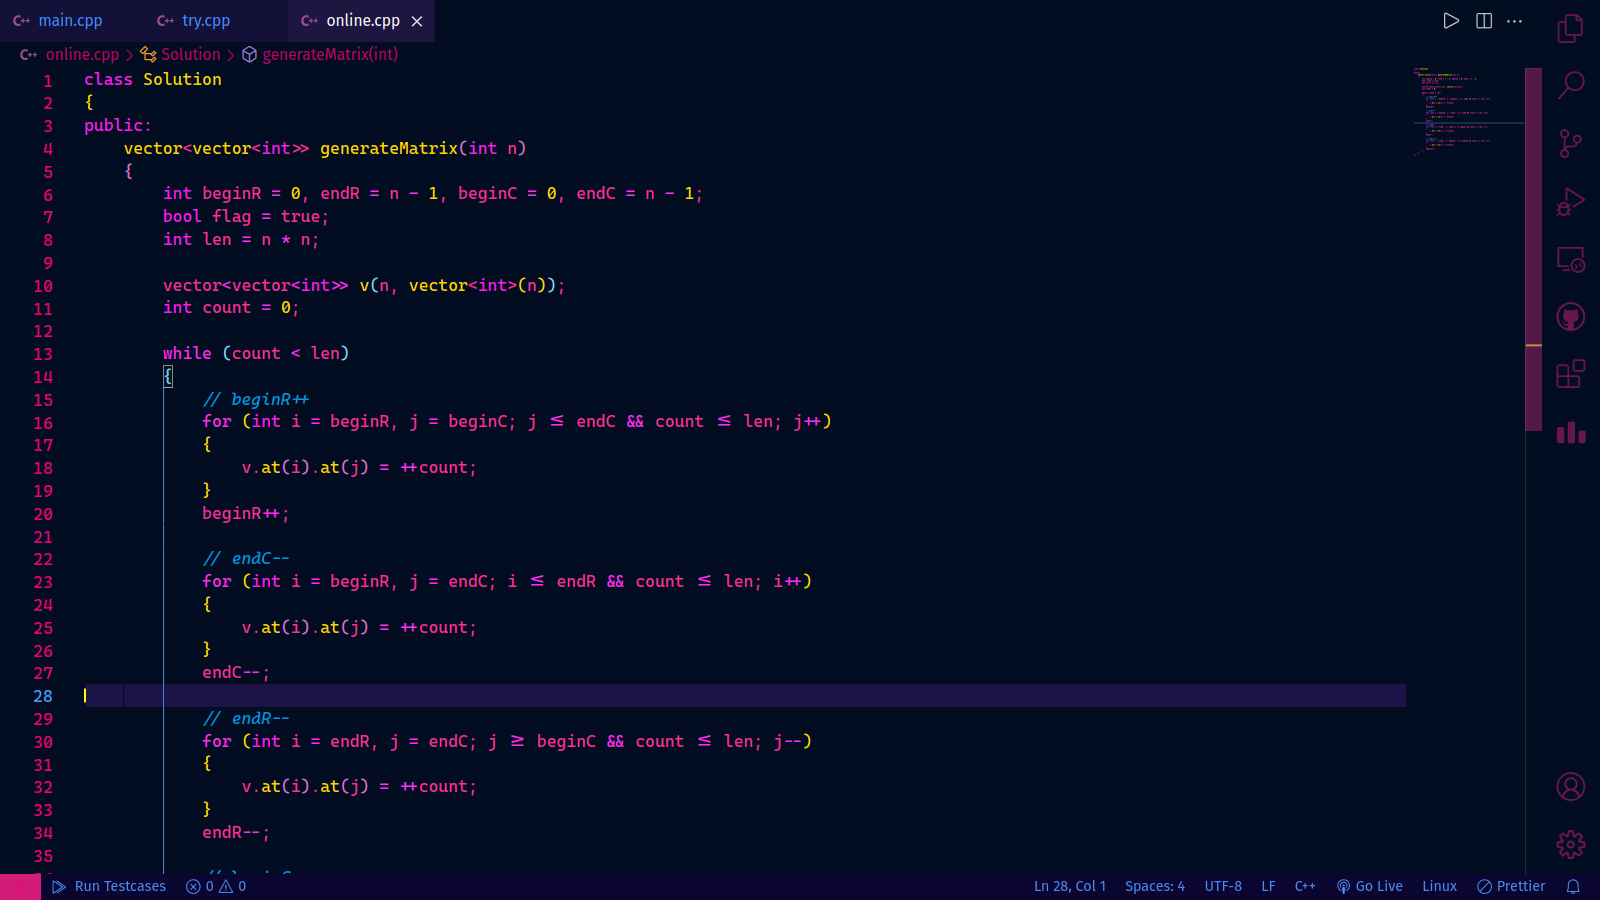 C++ main.cpp C++ try.cpp C++ online.cpp ×
C++ online.cpp > Solution > generateMatrix(int)
1 class Solution
2 {
3 public:
4 vector<vector<int>> generateMatrix(int n)
5 {
6 int beginR = 0, endR = n - 1, beginC = 0, endC = n - 1;
7 bool flag = true;
8 int len = n * n;
9
10 vector<vector<int>> v(n, vector<int>(n));
11 int count = 0;
12
13 while (count < len)
14 {
15 // beginR++
16 for (int i = beginR, j = beginC; j ≤ endC && count ≤ len; j++)
17 {
18 v.at(i).at(j) = ++count;
19 }
20 beginR++;
21
22 // endC--
23 for (int i = beginR, j = endC; i ≤ endR && count ≤ len; i++)
24 {
25 v.at(i).at(j) = ++count;
26 }
27 endC--;
28
29 // endR--
30 for (int i = endR, j = endC; j ≥ beginC && count ≤ len; j--)
31 {
32 v.at(i).at(j) = ++count;
33 }
34 endR--;
35
Run Testcases 0 0 Ln 28, Col 1 Spaces: 4 UTF-8 LF C++ Go Live Linux Prettier